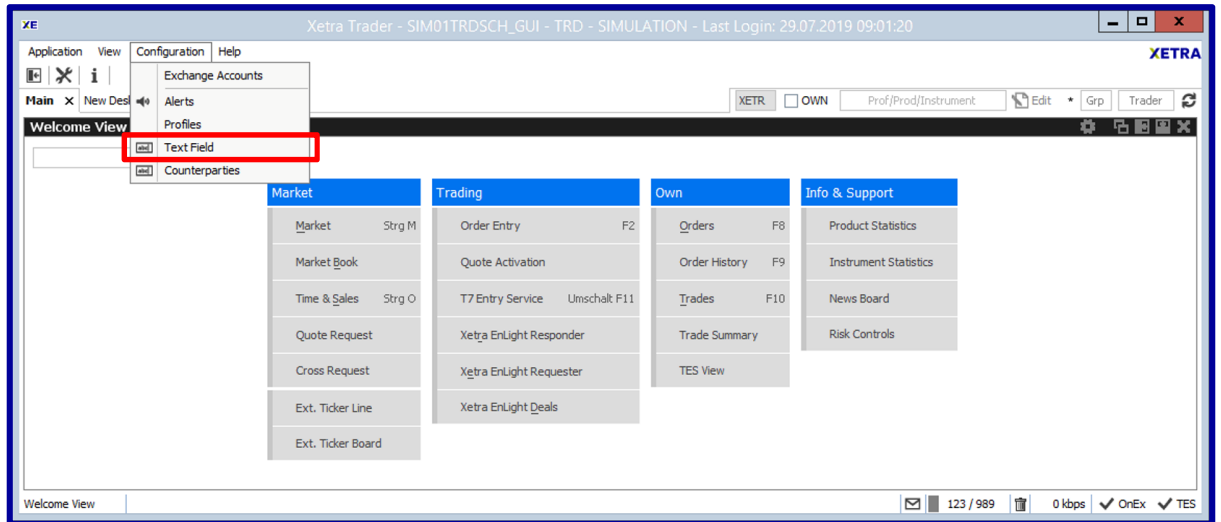 XE Xetra Trader - SIM01TRDSCH_GUI - TRD - SIMULATION - Last Login: 29.07.2019 09:01:20
Application View Configuration Help XETRA
Exchange Accounts
Main X New Desk Alerts XETR OWN Prof/Prod/Instrument Edit * Grp Trader
Profiles
Welcome View
Text Field
Counterparties
Market Trading Own Info & Support
Market Strg M Order Entry F2 Orders F8 Product Statistics
Market Book Quote Activation Order History F9 Instrument Statistics
Time & Sales Strg O T7 Entry Service Umschalt F11 Trades F10 News Board
Quote Request Xetra EnLight Responder Trade Summary Risk Controls
Cross Request Xetra EnLight Requester TES View
Ext. Ticker Line Xetra EnLight Deals
Ext. Ticker Board
Welcome View 123 / 989 0 kbps OnEx TES